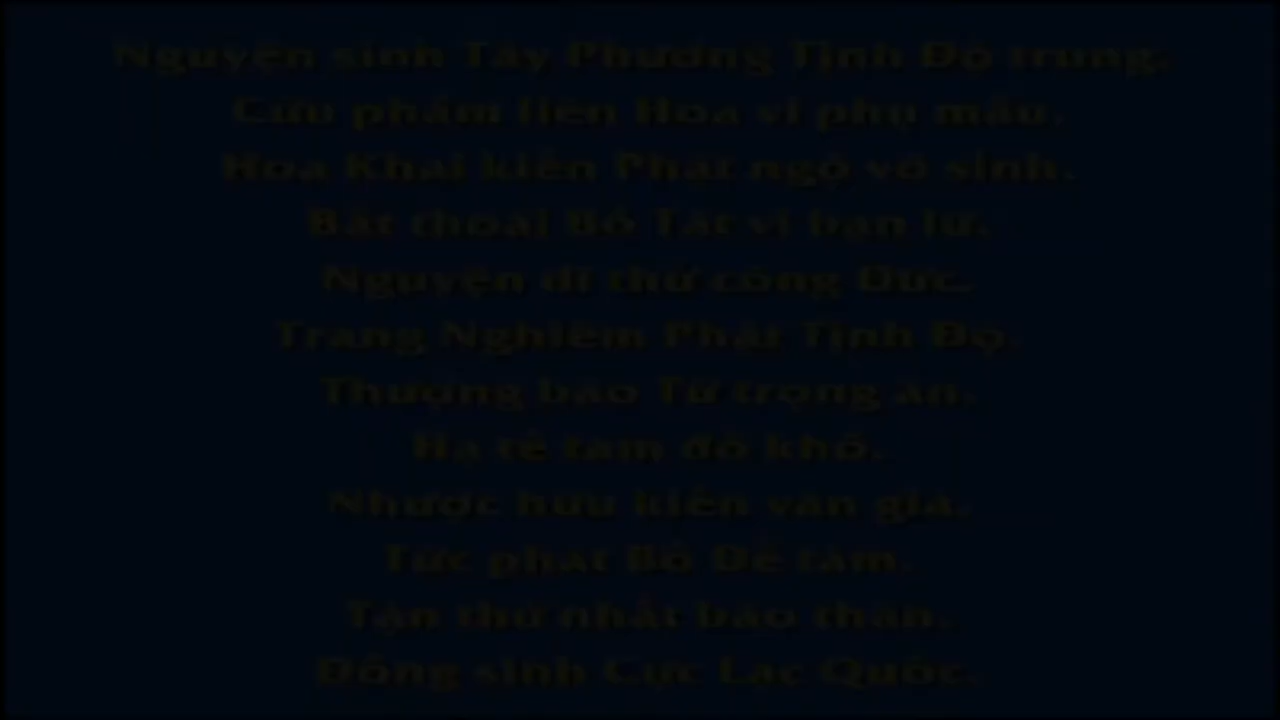 Nguyện sinh Tây Phương Tịnh Độ trung.
Cửu phẩm liên Hoa vi phụ mẫu.
Hoa Khai kiến Phật ngộ vô sinh.
Bất thoái Bồ Tát vi bạn lữ.
Nguyện dĩ thử công Đức.
Trang Nghiêm Phật Tịnh Độ.
Thượng báo Tứ trọng ân.
Hạ tế tam đồ khổ.
Nhược hữu kiến văn giả.
Tức phát Bồ Đề tâm.
Tận thử nhất báo thân.
Đồng sinh Cực Lạc Quốc.